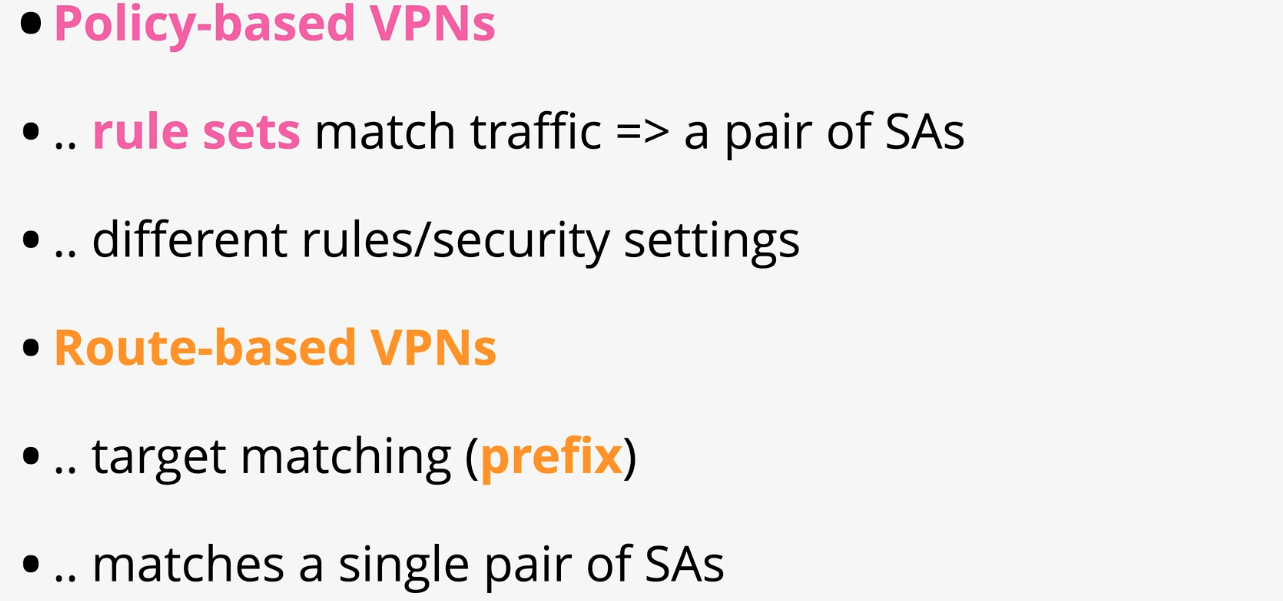 • Policy-based VPNs
• .. rule sets match traffic => a pair of SAs
• .. different rules/security settings
• Route-based VPNs
• .. target matching (prefix)
• .. matches a single pair of SAs